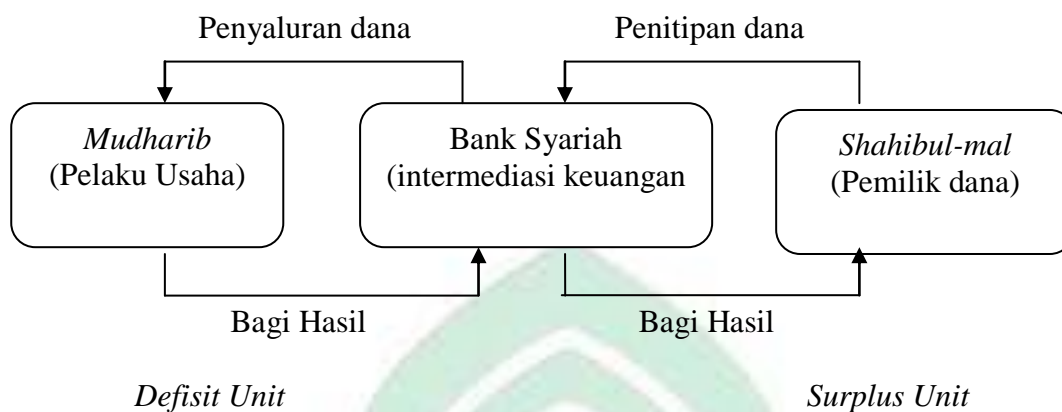 Penyaluran dana
Penitipan dana
Mudharib
(Pelaku Usaha)
Bank Syariah
(intermediasi keuangan
Shahibul-mal
(Pemilik dana)
Bagi Hasil
Bagi Hasil
Defisit Unit
Surplus Unit